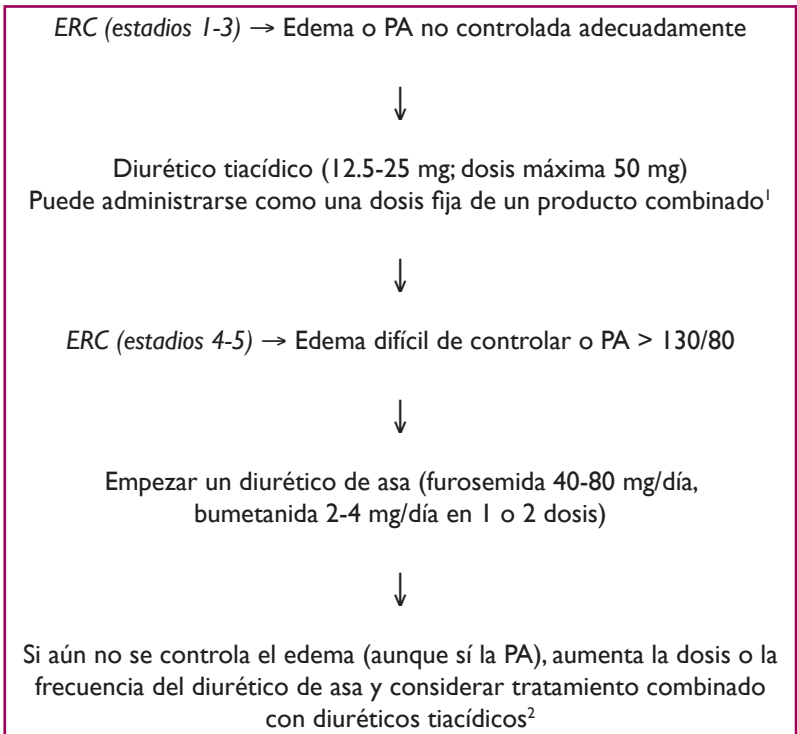 ERC (estadios 1-3) → Edema o PA no controlada adecuadamente
↓
Diurético tiacídico (12.5-25 mg; dosis máxima 50 mg)
Puede administrarse como una dosis fija de un producto combinado¹
↓
ERC (estadios 4-5) → Edema difícil de controlar o PA > 130/80
↓
Empezar un diurético de asa (furosemida 40-80 mg/día,
bumetanida 2-4 mg/día en 1 o 2 dosis)
↓
Si aún no se controla el edema (aunque sí la PA), aumenta la dosis o la
frecuencia del diurético de asa y considerar tratamiento combinado
con diuréticos tiacídicos²